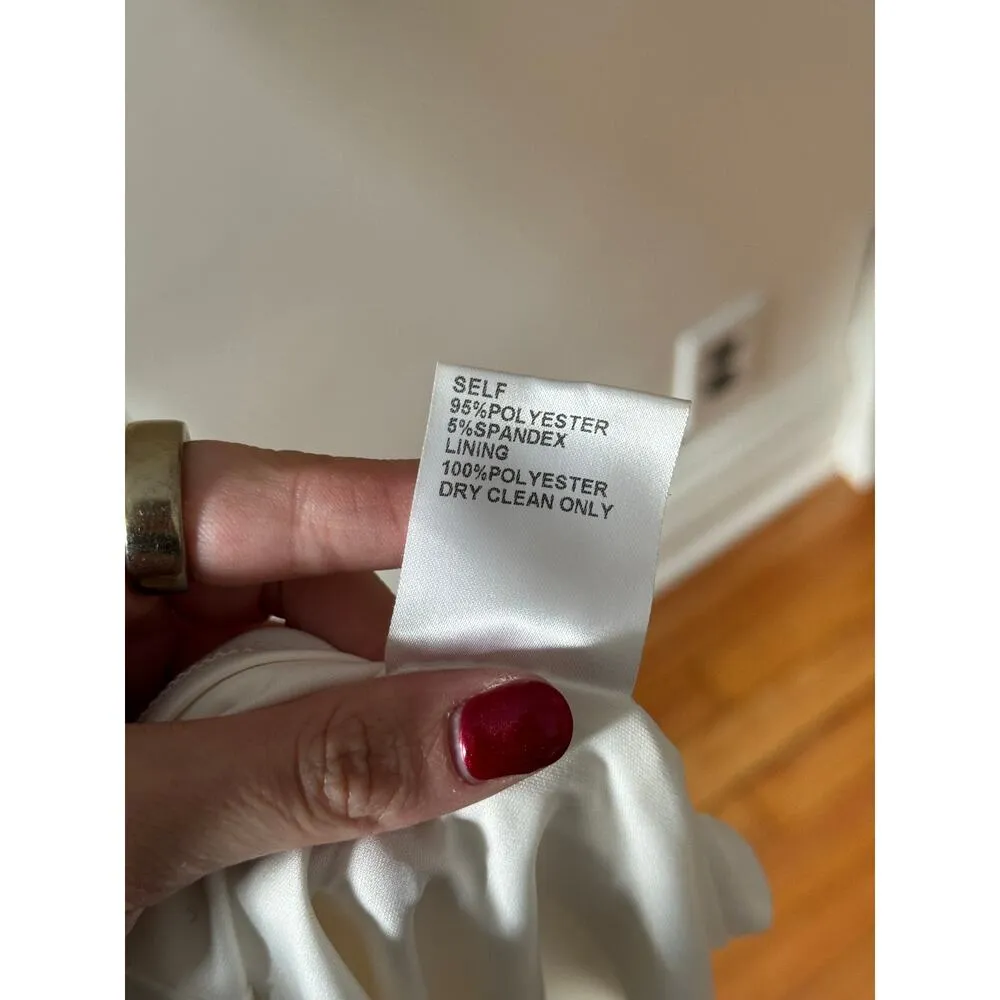 SELF
95%POLYESTER
5%SPANDEX
LINING
100%POLYESTER
DRY CLEAN ONLY